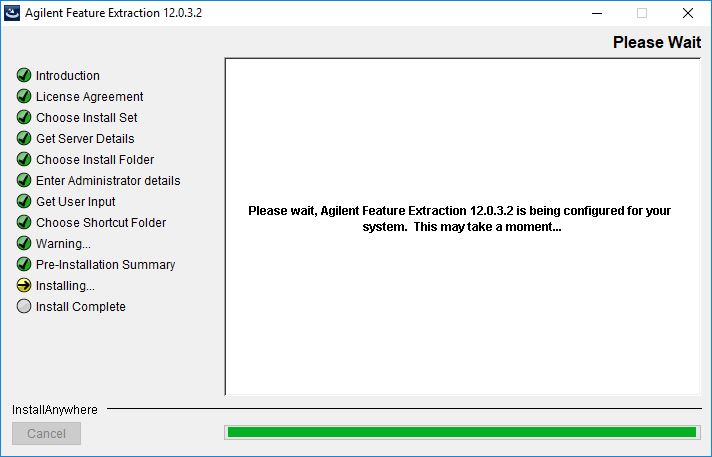 Agilent Feature Extraction 12.0.3.2
Please Wait
Introduction
License Agreement
Choose Install Set
Get Server Details
Choose Install Folder
Enter Administrator details
Get User Input
Choose Shortcut Folder
Warning...
Pre-Installation Summary
Installing...
Install Complete
Please wait, Agilent Feature Extraction 12.0.3.2 is being configured for your
system. This may take a moment...
InstallAnywhere
Cancel